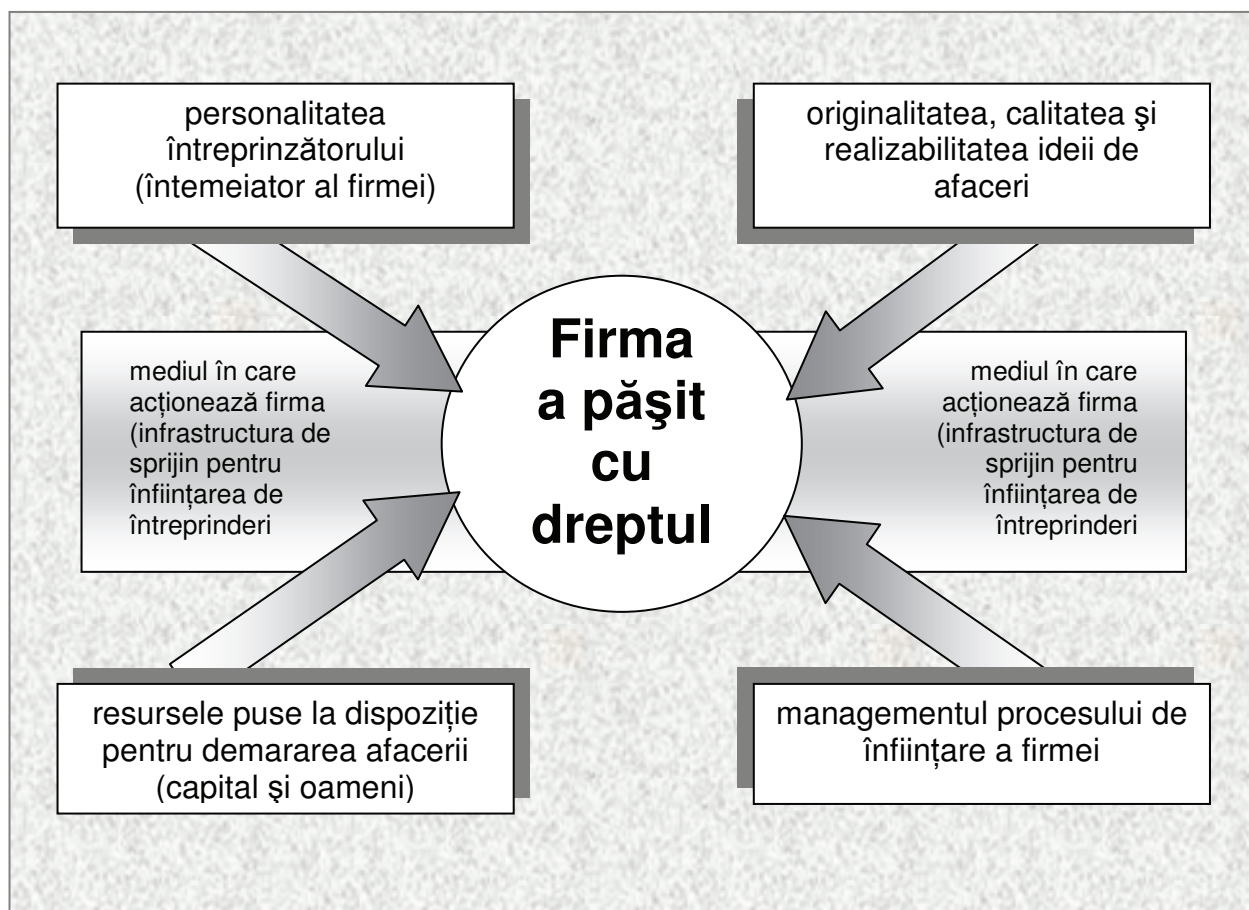 personalitatea
întreprinzătorului
(întemeiator al firmei)
originalitatea, calitatea şi
realizabilitatea ideii de
afaceri
mediul în care
acţionează firma
(infrastructura de
sprijin pentru
înfiinţarea de
întreprinderi
Firma
a păşit
cu
dreptul
mediul în care
acţionează firma
(infrastructura de
sprijin pentru
înfiinţarea de
întreprinderi
resursele puse la dispoziţie
pentru demararea afacerii
(capital şi oameni)
managementul procesului de
înfiinţare a firmei